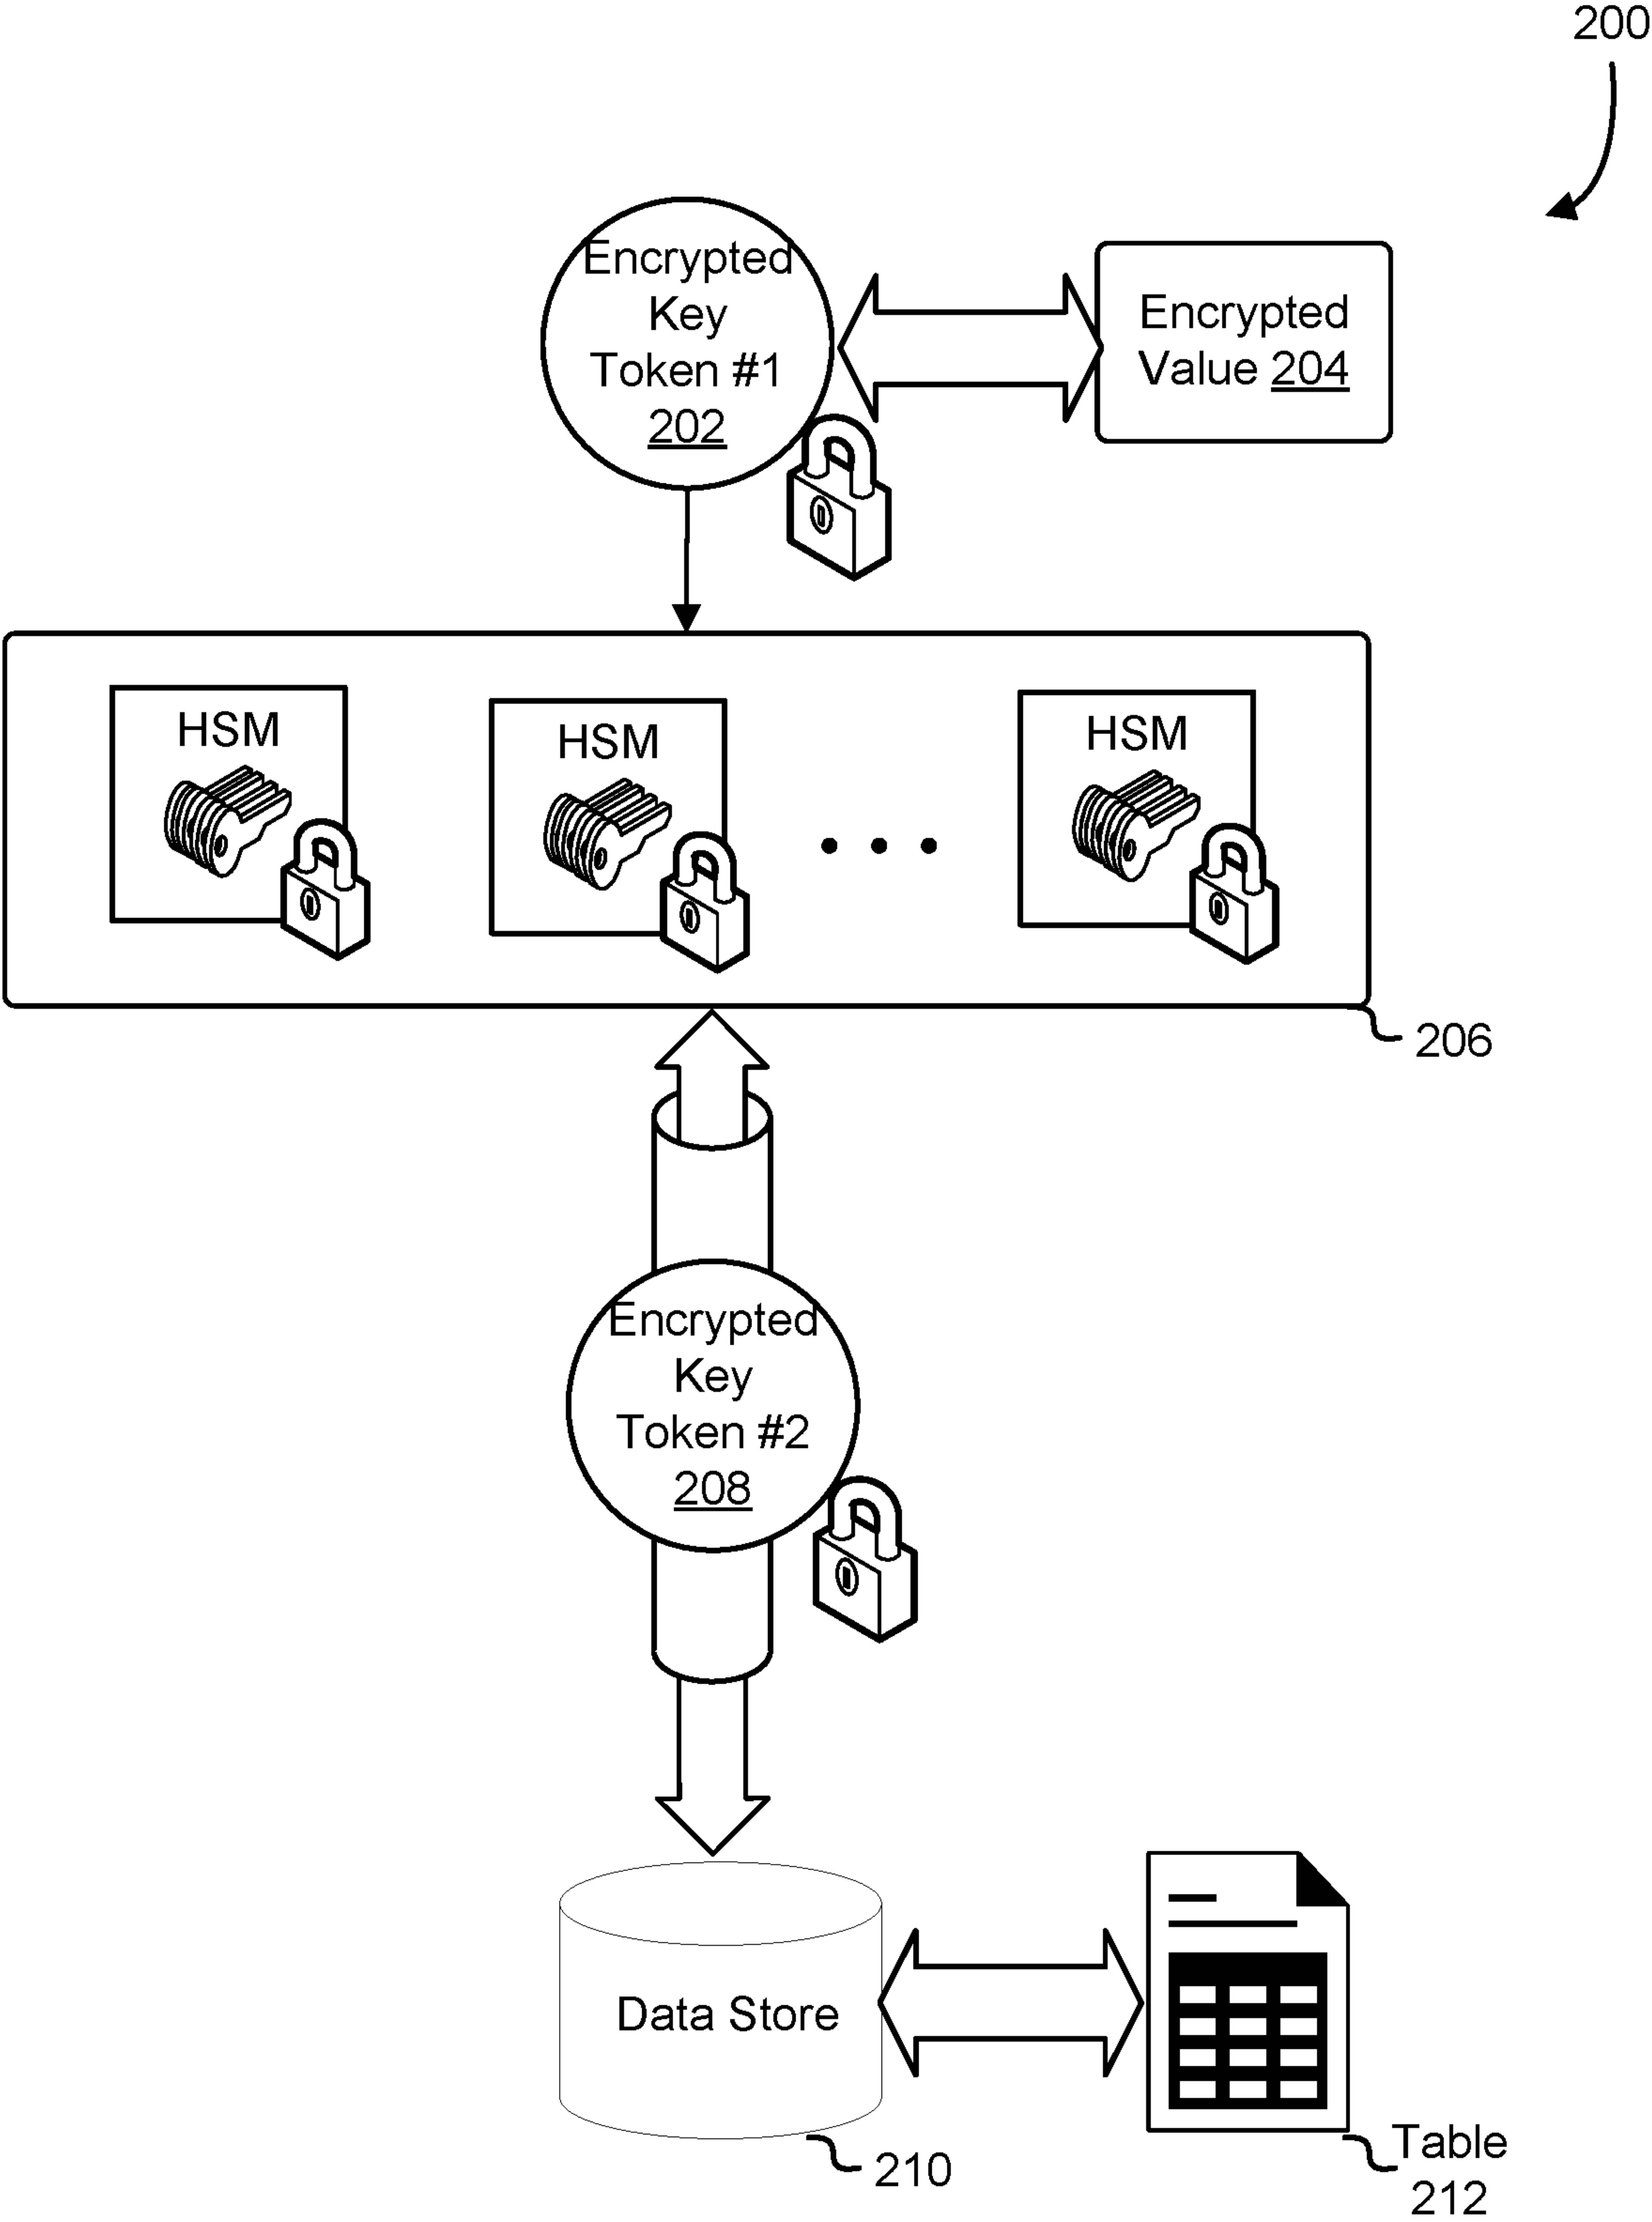 200
Encrypted
Key
Token #1
202
Encrypted
Value 204
HSM
HSM
HSM
206
Encrypted
Key
Token #2
208
Data Store
210
Table
212